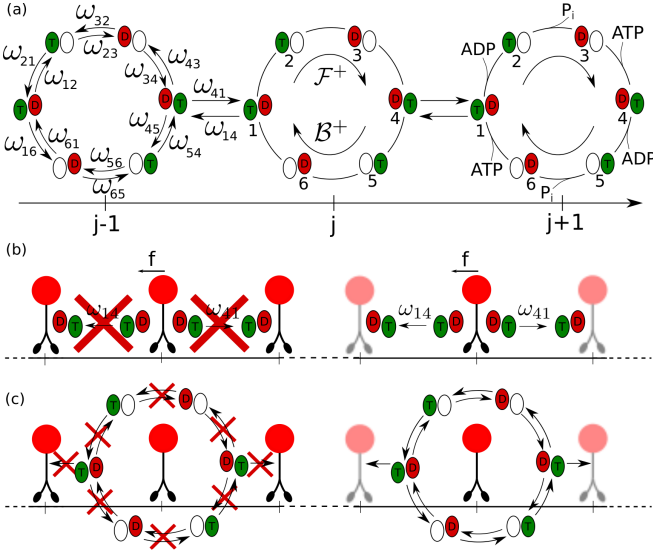 (a)
ω32
ω23
ω21
ω12
ω43
ω34
ω41
ω14
ω45
ω54
ω61
ω16
ω56
ω65
T
D
T D
D T
D
T
F+
B+
1
2
3
4
5
6
T
D
T D
D T
D
T
Pi
ATP
ADP
ADP
ATP
Pi
1
2
3
4
5
6
T
D
T D
T
D
D
T
j-1
j
j+1
(b)
f
f
ω14
ω41
ω14
ω41
D T
T D
D T
T D
D T
T D
D T
T D
(c)
T
D
T D
D T
D
T
T
D
T D
D T
D
T